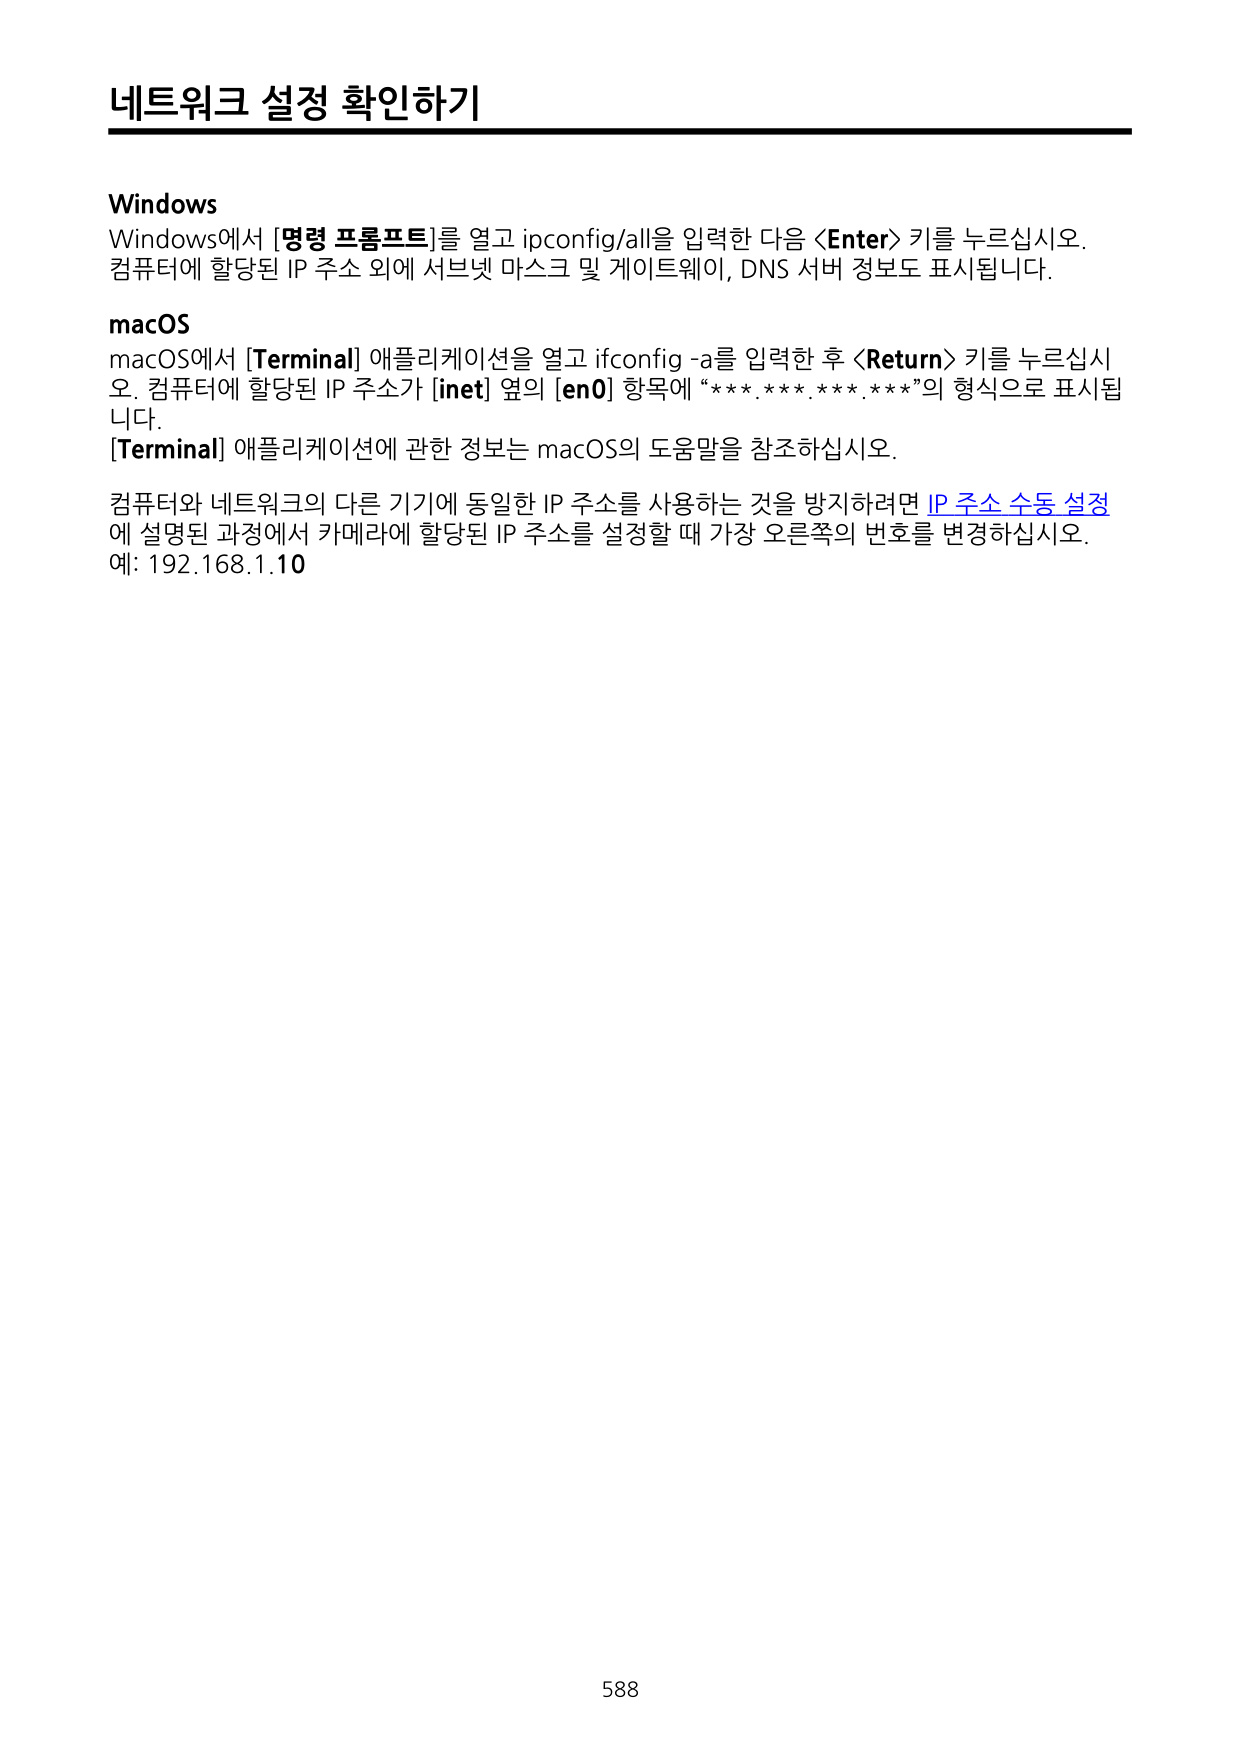 네트워크 설정 확인하기
Windows
Windows에서 [명령 프롬프트]를 열고 ipconfig/all을 입력한 다음 <Enter> 키를 누르십시오.
컴퓨터에 할당된 IP 주소 외에 서브넷 마스크 및 게이트웨이, DNS 서버 정보도 표시됩니다.
macOS
macOS에서 [Terminal] 애플리케이션을 열고 ifconfig -a를 입력한 후 <Return> 키를 누르십시
오. 컴퓨터에 할당된 IP 주소가 [inet] 옆의 [en0] 항목에 “***.***.***.***”의 형식으로 표시됩
니다.
[Terminal] 애플리케이션에 관한 정보는 macOS의 도움말을 참조하십시오.
컴퓨터와 네트워크의 다른 기기에 동일한 IP 주소를 사용하는 것을 방지하려면 IP 주소 수동 설정
에 설명된 과정에서 카메라에 할당된 IP 주소를 설정할 때 가장 오른쪽의 번호를 변경하십시오.
예: 192.168.1.10
588